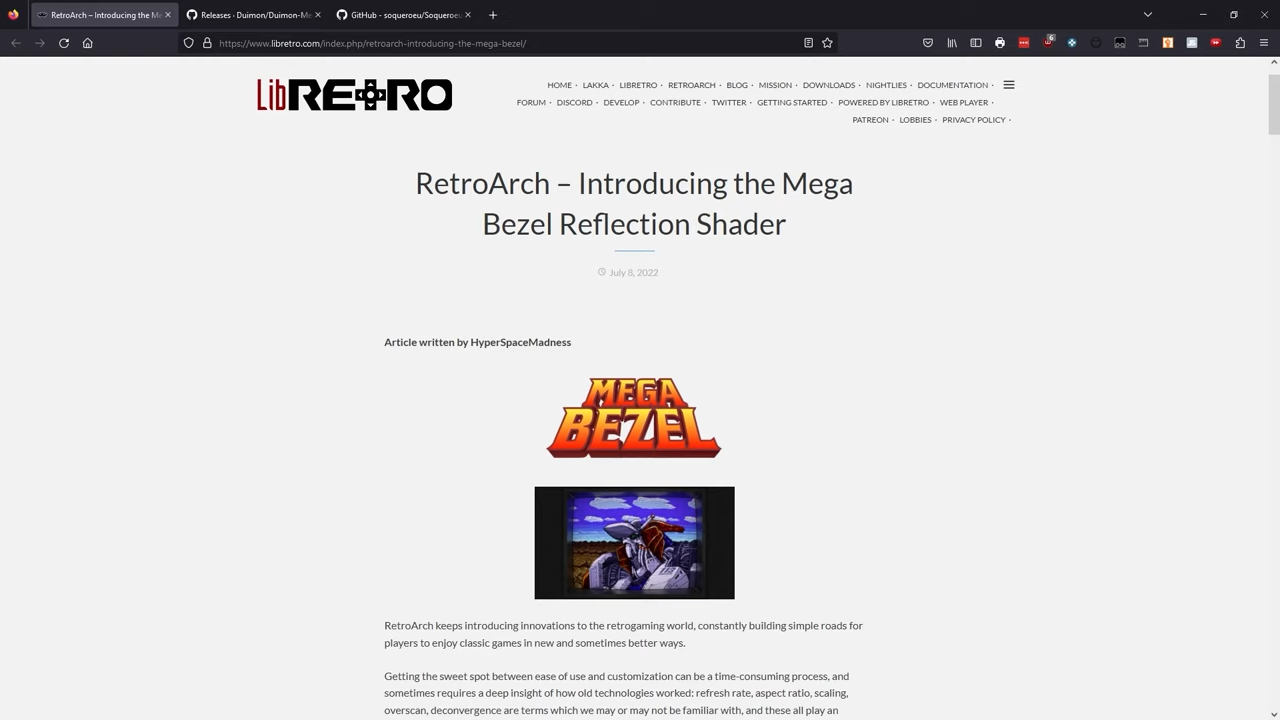 RetroArch – Introducing the Me
Releases · Duimon/Duimon-Me
GitHub - soqueroeu/Soqueroeu
https://www.libretro.com/index.php/retroarch-introducing-the-mega-bezel/
6
LibRETRO
HOME · LAKKA · LIBRETRO · RETROARCH · BLOG · MISSION · DOWNLOADS · NIGHTLIES · DOCUMENTATION ·
FORUM · DISCORD · DEVELOP · CONTRIBUTE · TWITTER · GETTING STARTED · POWERED BY LIBRETRO · WEB PLAYER ·
PATREON · LOBBIES · PRIVACY POLICY ·
RetroArch – Introducing the Mega
Bezel Reflection Shader
July 8, 2022
Article written by HyperSpaceMadness
MEGA
BEZEL
RetroArch keeps introducing innovations to the retrogaming world, constantly building simple roads for
players to enjoy classic games in new and sometimes better ways.
Getting the sweet spot between ease of use and customization can be a time-consuming process, and
sometimes requires a deep insight of how old technologies worked: refresh rate, aspect ratio, scaling,
overscan, deconvergence are terms which we may or may not be familiar with, and these all play an